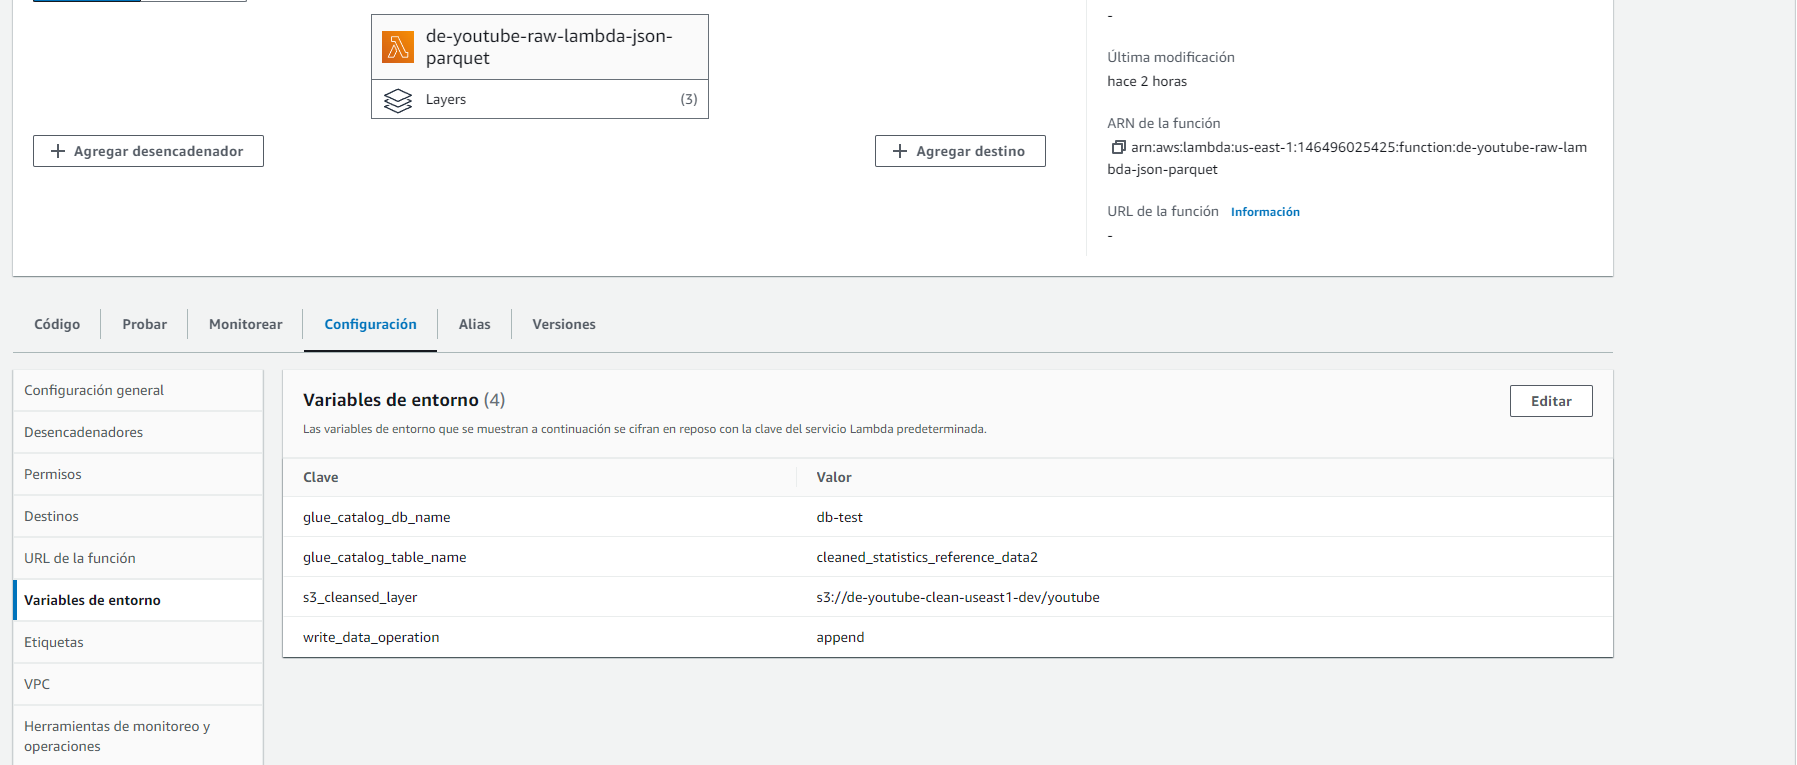 de-youtube-raw-lambda-json-
parquet
Layers (3)
Agregar desencadenador
Agregar destino
-
Última modificación
hace 2 horas
ARN de la función
arn:aws:lambda:us-east-1:146496025425:function:de-youtube-raw-lam
bda-json-parquet
URL de la función Información
-
Código Probar Monitorear Configuración Alias Versiones
Configuración general
Desencadenadores
Permisos
Destinos
URL de la función
Variables de entorno
Etiquetas
VPC
Herramientas de monitoreo y
operaciones
Variables de entorno (4)
Editar
Las variables de entorno que se muestran a continuación se cifran en reposo con la clave del servicio Lambda predeterminada.
Clave Valor
glue_catalog_db_name db-test
glue_catalog_table_name cleaned_statistics_reference_data2
s3_cleansed_layer s3://de-youtube-clean-useast1-dev/youtube
write_data_operation append